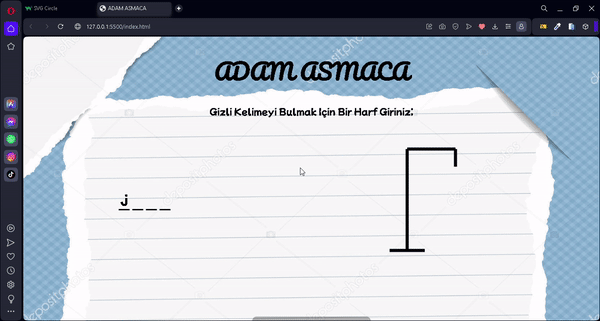 SVG Circle
ADAM ASMACA
127.0.0.1:5500/index.html
ADAM ASMACA
Gizli Kelimeyi Bulmak Için Bir Harf Giriniz:
j _ _ _
depositphotos